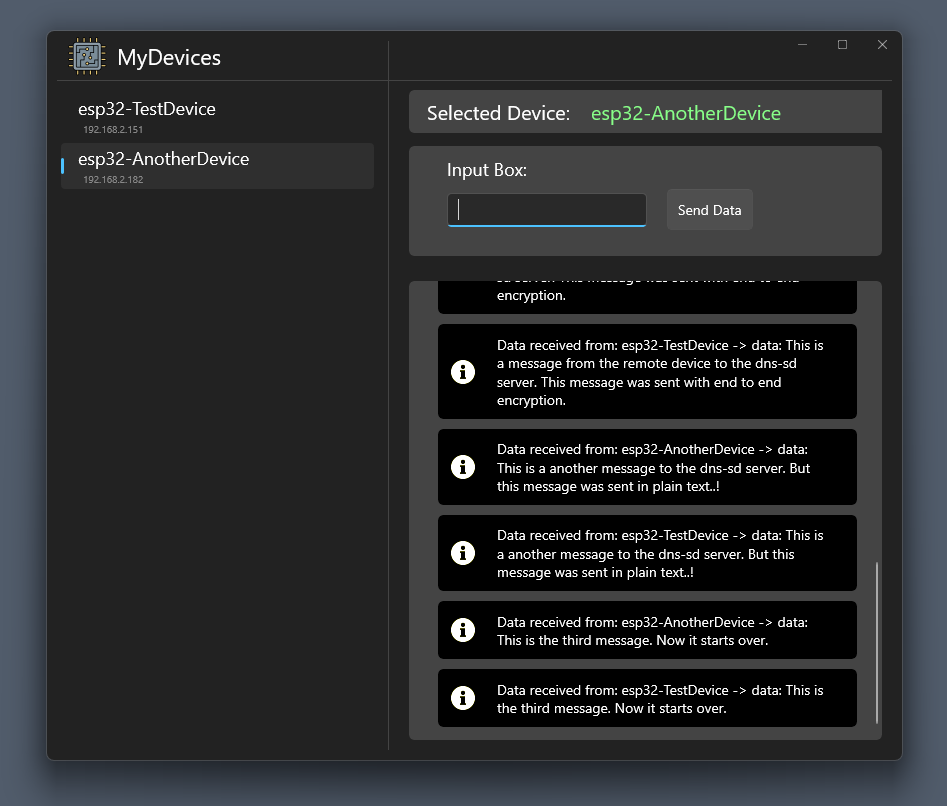 MyDevices
esp32-TestDevice
192.168.2.151
esp32-AnotherDevice
192.168.2.182
Selected Device: esp32-AnotherDevice
Input Box:
Send Data
encryption.
Data received from: esp32-TestDevice -> data: This is
a message from the remote device to the dns-sd
server. This message was sent with end to end
encryption.
Data received from: esp32-AnotherDevice -> data:
This is a another message to the dns-sd server. But
this message was sent in plain text..!
Data received from: esp32-TestDevice -> data: This is
a another message to the dns-sd server. But this
message was sent in plain text..!
Data received from: esp32-AnotherDevice -> data:
This is the third message. Now it starts over.
Data received from: esp32-TestDevice -> data: This is
the third message. Now it starts over.